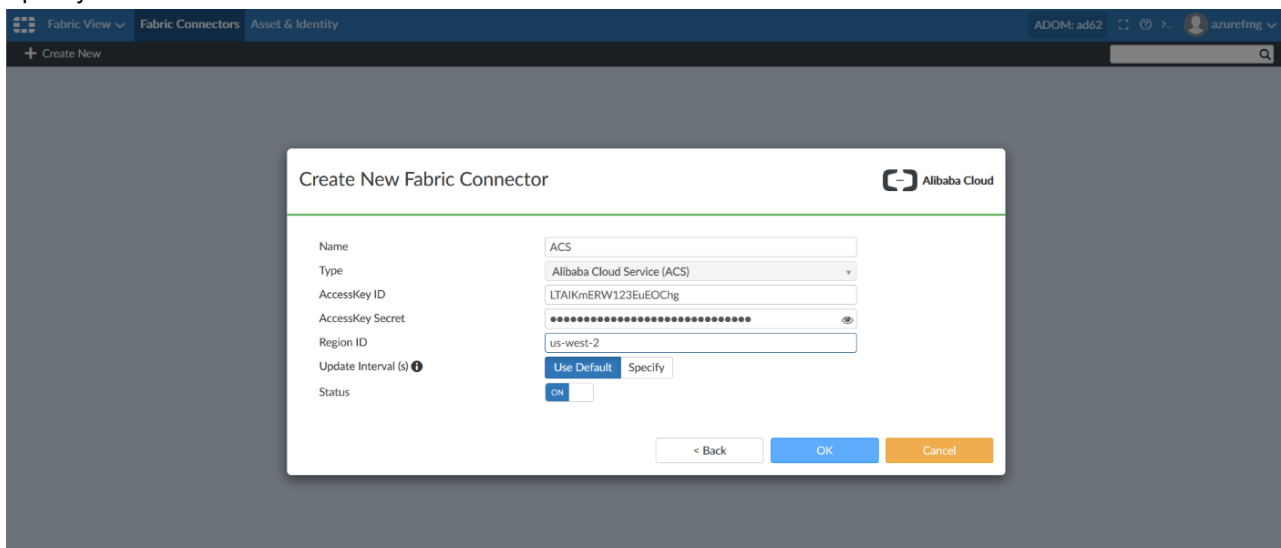 Fabric View Fabric Connectors Asset & Identity ADOM: ad62 azurefmg
+ Create New
Create New Fabric Connector Alibaba Cloud
Name ACS
Type Alibaba Cloud Service (ACS)
AccessKey ID LTAIKmERW123EuEOChg
AccessKey Secret ••••••••••••••••••••••••••••••
Region ID us-west-2
Update Interval (s) Use Default Specify
Status ON
< Back OK Cancel